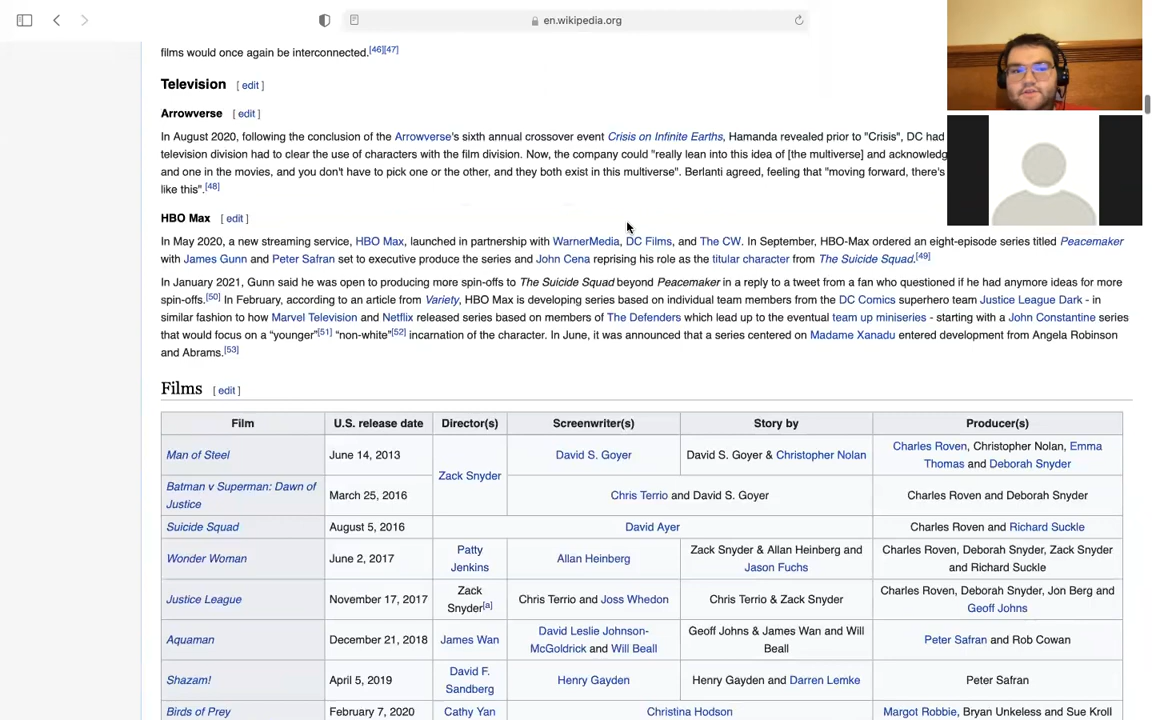 en.wikipedia.org
films would once again be interconnected.[46][47]
Television [ edit ]
Arrowverse [ edit ]
In August 2020, following the conclusion of the Arrowverse's sixth annual crossover event Crisis on Infinite Earths, Hamanda revealed prior to "Crisis", DC had
television division had to clear the use of characters with the film division. Now, the company could "really lean into this idea of [the multiverse] and acknowledg
and one in the movies, and you don't have to pick one or the other, and they both exist in this multiverse". Berlanti agreed, feeling that "moving forward, there's
like this".[48]
HBO Max [ edit ]
In May 2020, a new streaming service, HBO Max, launched in partnership with WarnerMedia, DC Films, and The CW. In September, HBO-Max ordered an eight-episode series titled Peacemaker
with James Gunn and Peter Safran set to executive produce the series and John Cena reprising his role as the titular character from The Suicide Squad.[49]
In January 2021, Gunn said he was open to producing more spin-offs to The Suicide Squad beyond Peacemaker in a reply to a tweet from a fan who questioned if he had anymore ideas for more
spin-offs.[50] In February, according to an article from Variety, HBO Max is developing series based on individual team members from the DC Comics superhero team Justice League Dark - in
similar fashion to how Marvel Television and Netflix released series based on members of The Defenders which lead up to the eventual team up miniseries - starting with a John Constantine series
that would focus on a “younger”[51] “non-white”[52] incarnation of the character. In June, it was announced that a series centered on Madame Xanadu entered development from Angela Robinson
and Abrams.[53]
Films [ edit ]
Film U.S. release date Director(s) Screenwriter(s) Story by Producer(s)
Man of Steel June 14, 2013 Zack Snyder David S. Goyer David S. Goyer & Christopher Nolan Charles Roven, Christopher Nolan, Emma
Thomas and Deborah Snyder
Batman v Superman: Dawn of
Justice March 25, 2016 Chris Terrio and David S. Goyer Charles Roven and Deborah Snyder
Suicide Squad August 5, 2016 David Ayer Charles Roven and Richard Suckle
Wonder Woman June 2, 2017 Patty
Jenkins Allan Heinberg Zack Snyder & Allan Heinberg and
Jason Fuchs Charles Roven, Deborah Snyder, Zack Snyder
and Richard Suckle
Justice League November 17, 2017 Zack
Snyder[a] Chris Terrio and Joss Whedon Chris Terrio & Zack Snyder Charles Roven, Deborah Snyder, Jon Berg and
Geoff Johns
Aquaman December 21, 2018 James Wan David Leslie Johnson-
McGoldrick and Will Beall Geoff Johns & James Wan and Will
Beall Peter Safran and Rob Cowan
Shazam! April 5, 2019 David F.
Sandberg Henry Gayden Henry Gayden and Darren Lemke Peter Safran
Birds of Prey February 7, 2020 Cathy Yan Christina Hodson Margot Robbie, Bryan Unkeless and Sue Kroll